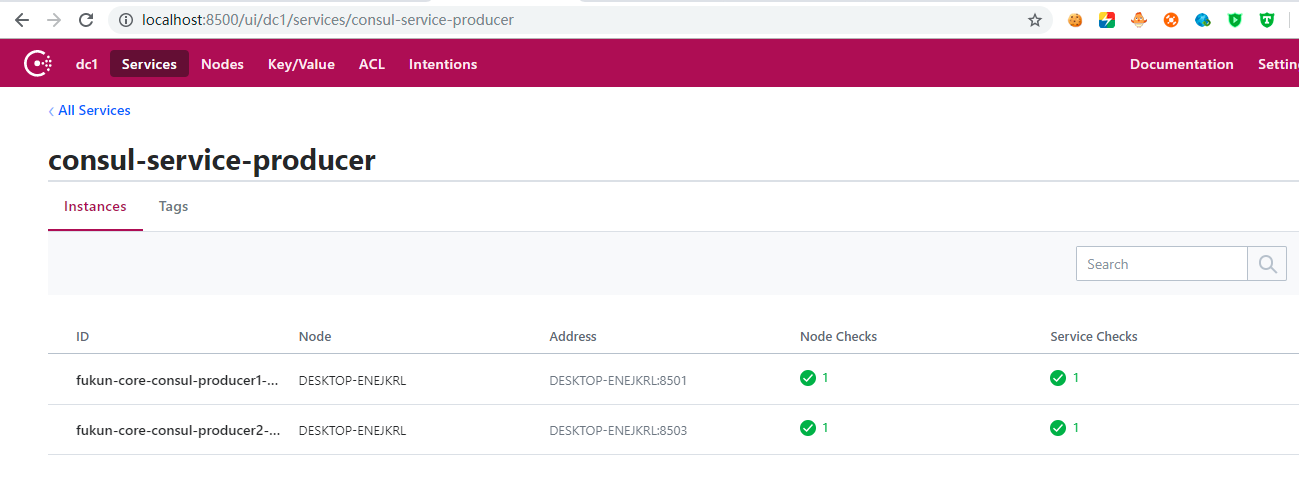 localhost:8500/ui/dc1/services/consul-service-producer
dc1 Services Nodes Key/Value ACL Intentions Documentation Settin
‹ All Services
consul-service-producer
Instances Tags
Search
ID Node Address Node Checks Service Checks
fukun-core-consul-producer1-... DESKTOP-ENEJKRL DESKTOP-ENEJKRL:8501 1 1
fukun-core-consul-producer2-... DESKTOP-ENEJKRL DESKTOP-ENEJKRL:8503 1 1